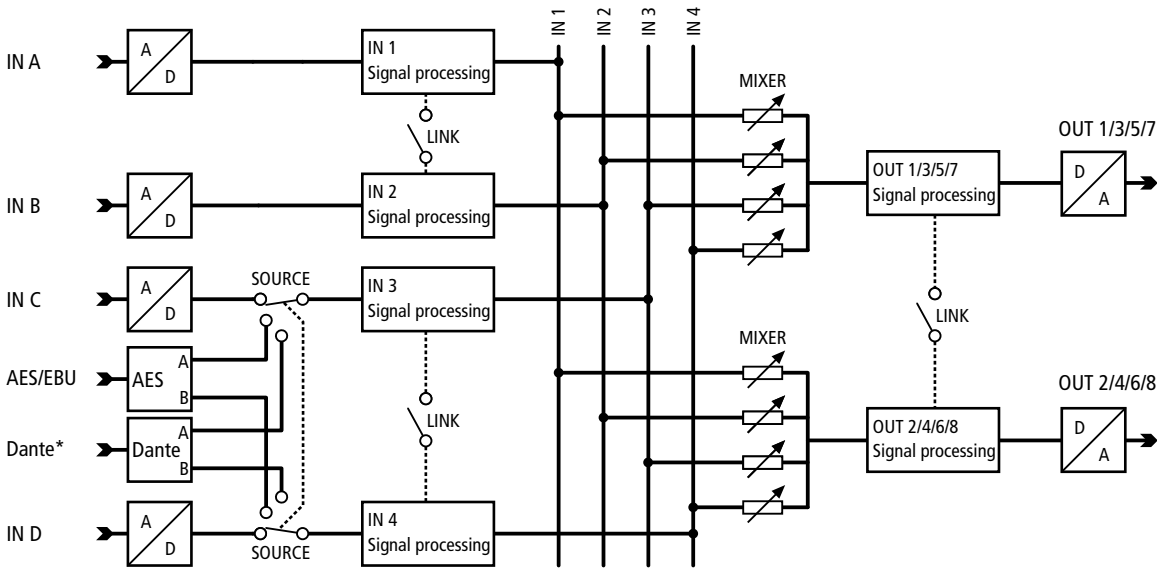 IN 1
IN 2
IN 3
IN 4
IN A
A
D
IN 1
Signal processing
LINK
IN B
A
D
IN 2
Signal processing
IN C
A
D
SOURCE
IN 3
Signal processing
AES/EBU
AES
A
B
LINK
Dante*
Dante
A
B
IN D
A
D
SOURCE
IN 4
Signal processing
MIXER
OUT 1/3/5/7
Signal processing
OUT 1/3/5/7
D
A
LINK
MIXER
OUT 2/4/6/8
Signal processing
OUT 2/4/6/8
D
A